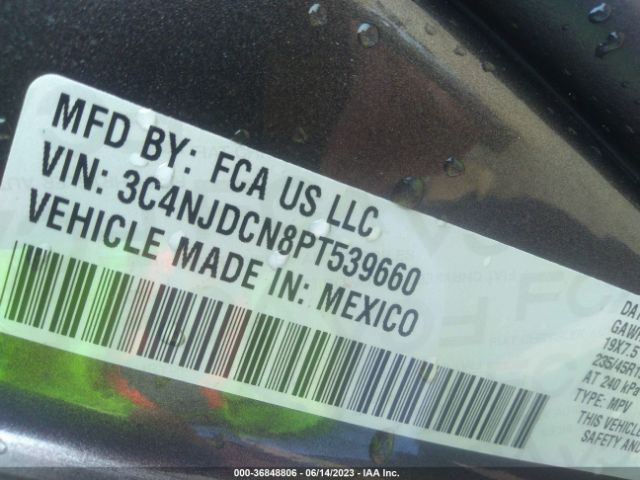 MFD BY: FCA US LLC
VIN: 3C4NJDCN8PT539660
VEHICLE MADE IN: MEXICO
19X7.5
235/45R1
AT 240 kPa
TYPE: MPV
THIS VEHICLE
SAFETY AND
000-36848806 - 06/14/2023 - IAA Inc.